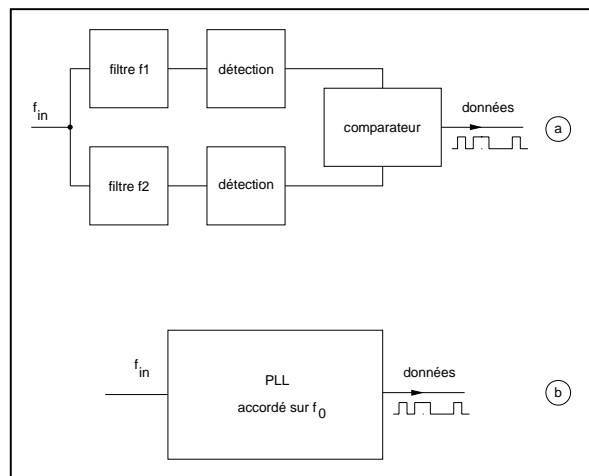 filtre f1
détection
f_in
données
comparateur
a
filtre f2
détection
f_in
PLL
données
accordé sur f_0
b